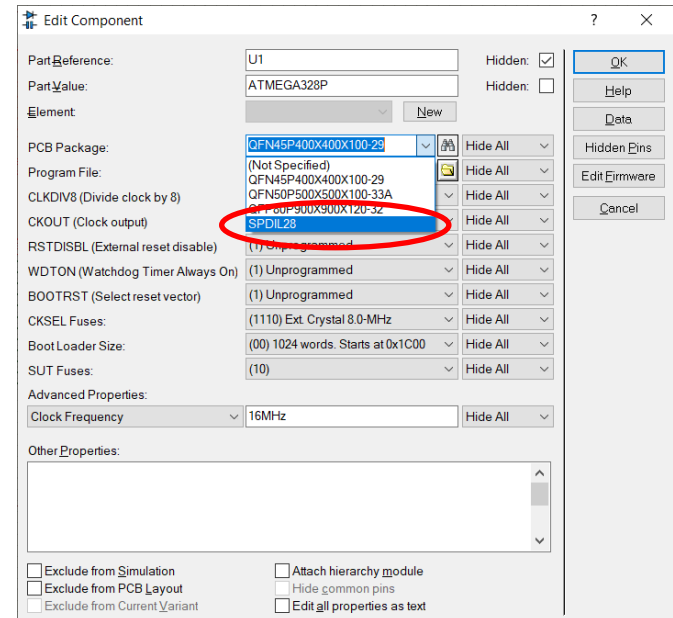 Edit Component ? ×
Part Reference: U1 Hidden: OK
Part Value: ATMEGA328P Hidden: Help
Element: New Data
PCB Package: QFN45P400X400X100-29 Hide All Hidden Pins
(Not Specified)
Program File: Hide All Edit Firmware
QFN45P400X400X100-29
CLKDIV8 (Divide clock by 8) QFN50P500X500X100-33A Hide All
QFP80P900X900X120-32 Cancel
CKOUT (Clock output) SPDIL28 Hide All
RSTDISBL (External reset disable) (1) Unprogrammed Hide All
WDTON (Watchdog Timer Always On) (1) Unprogrammed Hide All
BOOTRST (Select reset vector) (1) Unprogrammed Hide All
CKSEL Fuses: (1110) Ext. Crystal 8.0-MHz Hide All
Boot Loader Size: (00) 1024 words. Starts at 0x1C00 Hide All
SUT Fuses: (10) Hide All
Advanced Properties:
Clock Frequency 16MHz Hide All
Other Properties:
Exclude from Simulation Attach hierarchy module
Exclude from PCB Layout Hide common pins
Exclude from Current Variant Edit all properties as text